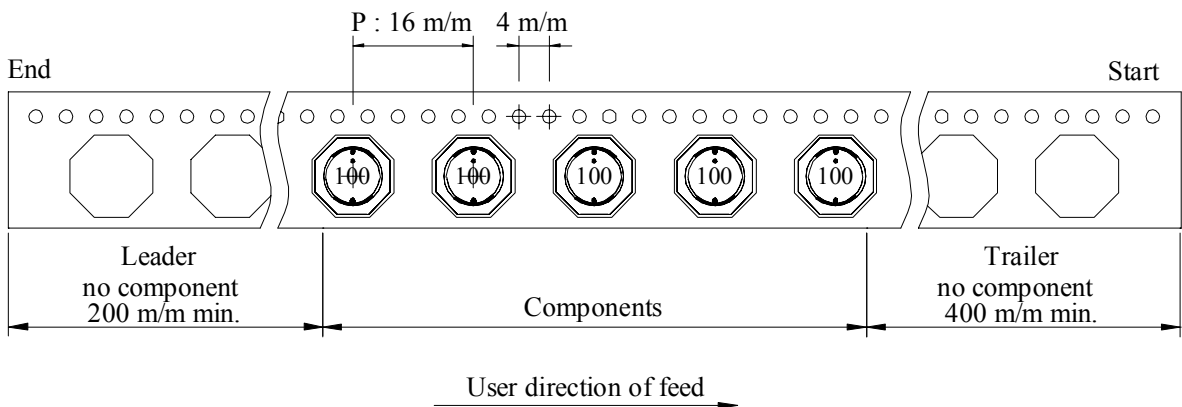 P : 16 m/m
4 m/m
End
Start
100
100
100
100
100
Leader
no component
200 m/m min.
Components
Trailer
no component
400 m/m min.
User direction of feed